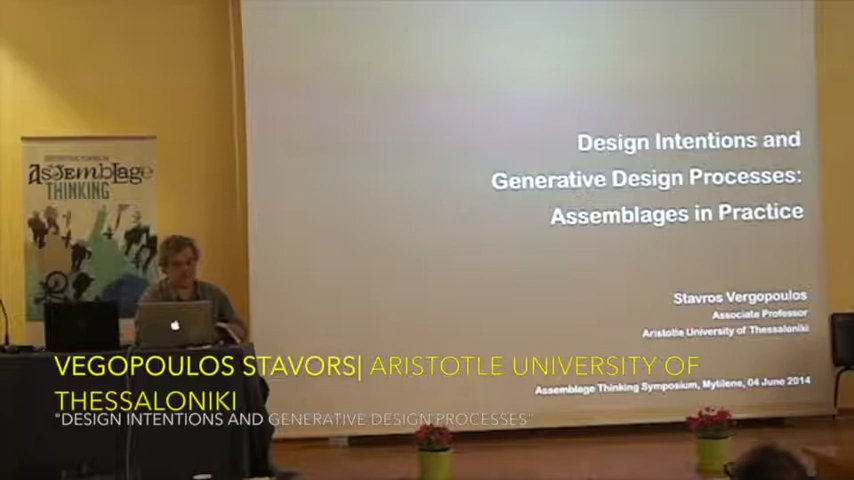 Design Intentions and
Generative Design Processes:
Assemblages in Practice
AsseMblage
THINKING
Stavros Vergopoulos
Associate Professor
Aristotle University of Thessaloniki
Assemblage Thinking Symposium, Mytilene, 04 June 2014
VEGOPOULOS STAVORS| ARISTOTLE UNIVERSITY OF
THESSALONIKI
"DESIGN INTENTIONS AND GENERATIVE DESIGN PROCESSES"